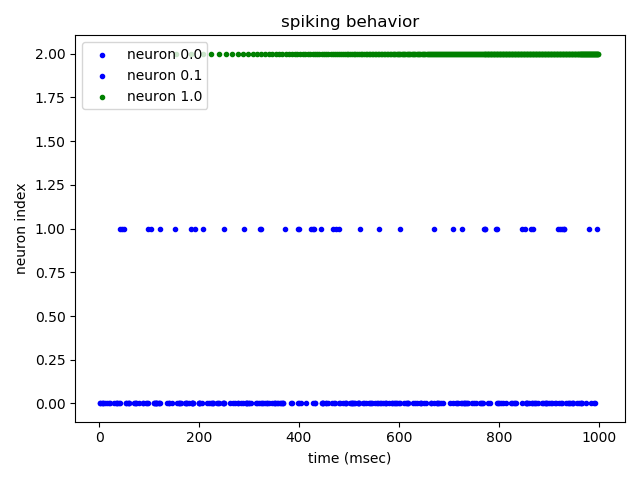 spiking behavior
2.00
1.75
1.50
1.25
1.00
0.75
0.50
0.25
0.00
neuron index
neuron 0.0
neuron 0.1
neuron 1.0
0
200
400
600
800
1000
time (msec)